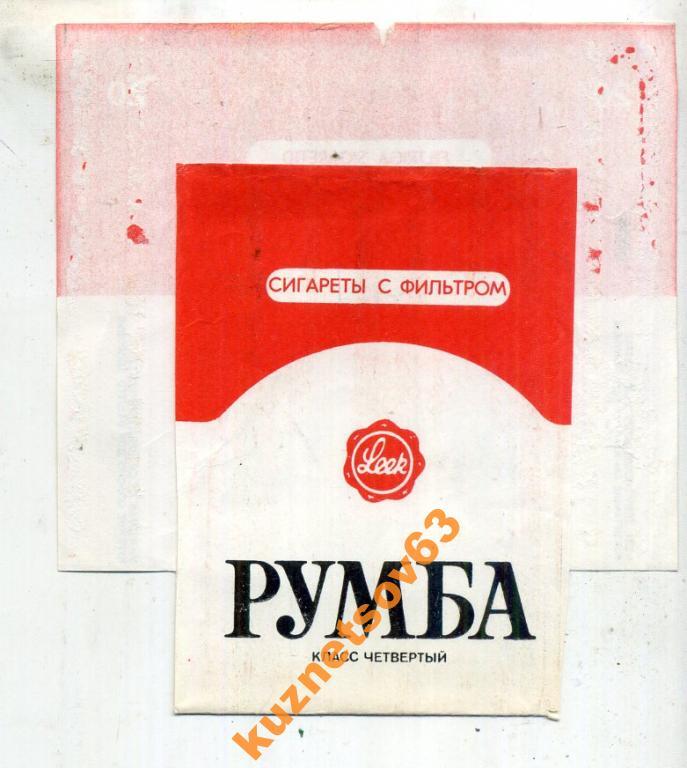 СИГАРЕТЫ С ФИЛЬТРОМ
Leek
РУМБА
КЛАСС ЧЕТВЕРТЫЙ
kuznetsov63